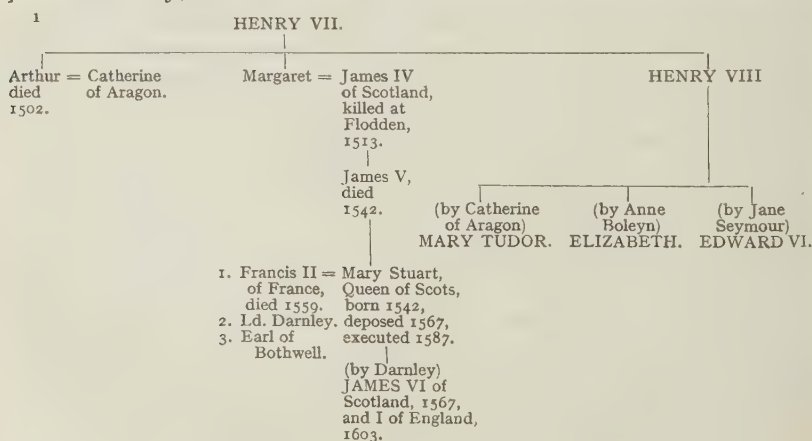 1
HENRY VII.
Arthur = Catherine
died of Aragon.
1502.
Margaret = James IV
of Scotland,
killed at
Flodden,
1513.
HENRY VIII
James V,
died
1542.
(by Catherine
of Aragon)
MARY TUDOR.
(by Anne
Boleyn)
ELIZABETH.
(by Jane
Seymour)
EDWARD VI.
1. Francis II = Mary Stuart,
of France, Queen of Scots,
died 1559. born 1542,
2. Ld. Darnley. deposed 1567,
3. Earl of executed 1587.
Bothwell.
(by Darnley)
JAMES VI of
Scotland, 1567,
and I of England,
1603.